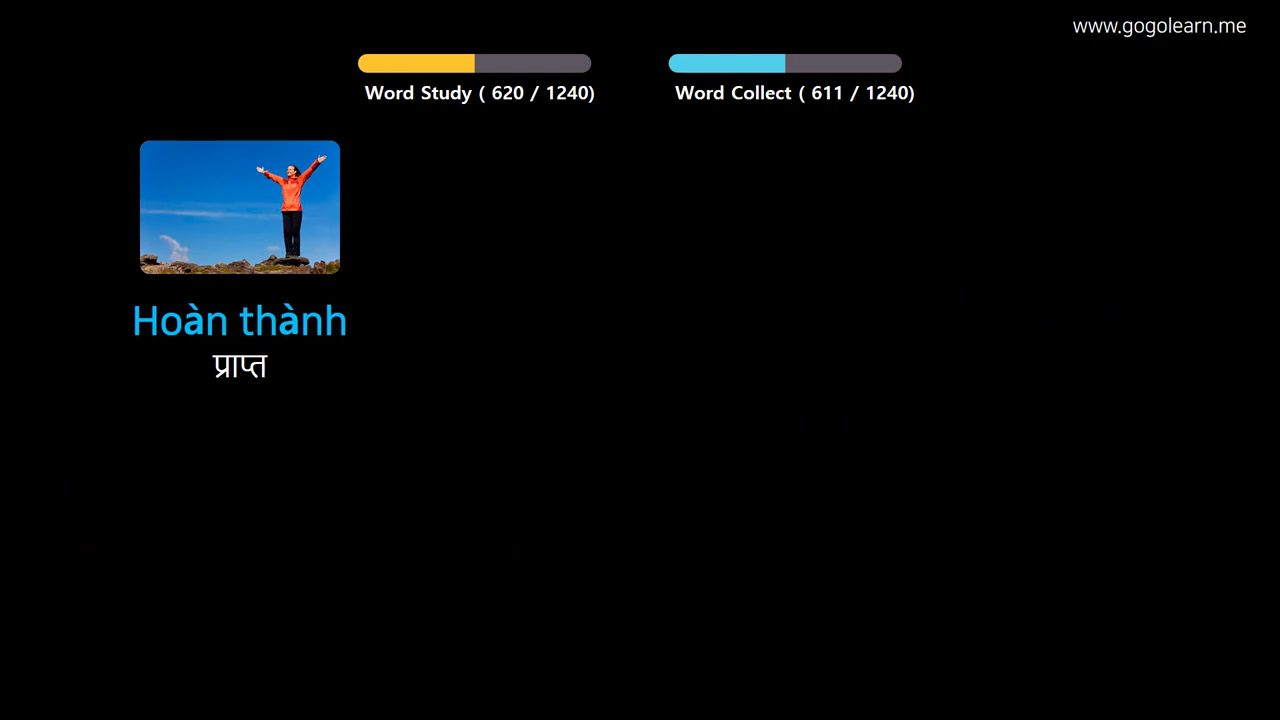 www.gogolearn.me
Word Study ( 620 / 1240)
Word Collect ( 611 / 1240)
Hoàn thành
प्राप्त